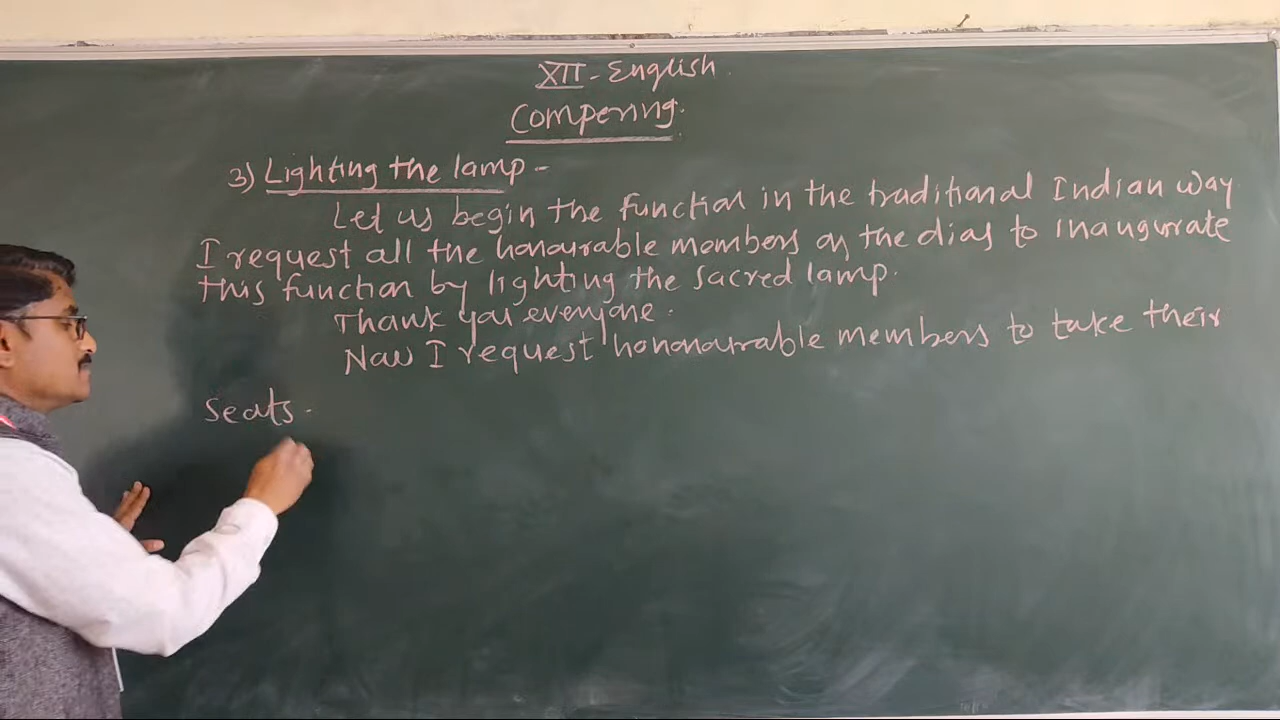 XII - English
Compering.
3) Lighting the lamp -
Let us begin the function in the traditional Indian way
I request all the honourable members on the dias to inaugurate
this function by lighting the sacred lamp.
Thank you everyone.
Now I request hononourable members to take their
seats.